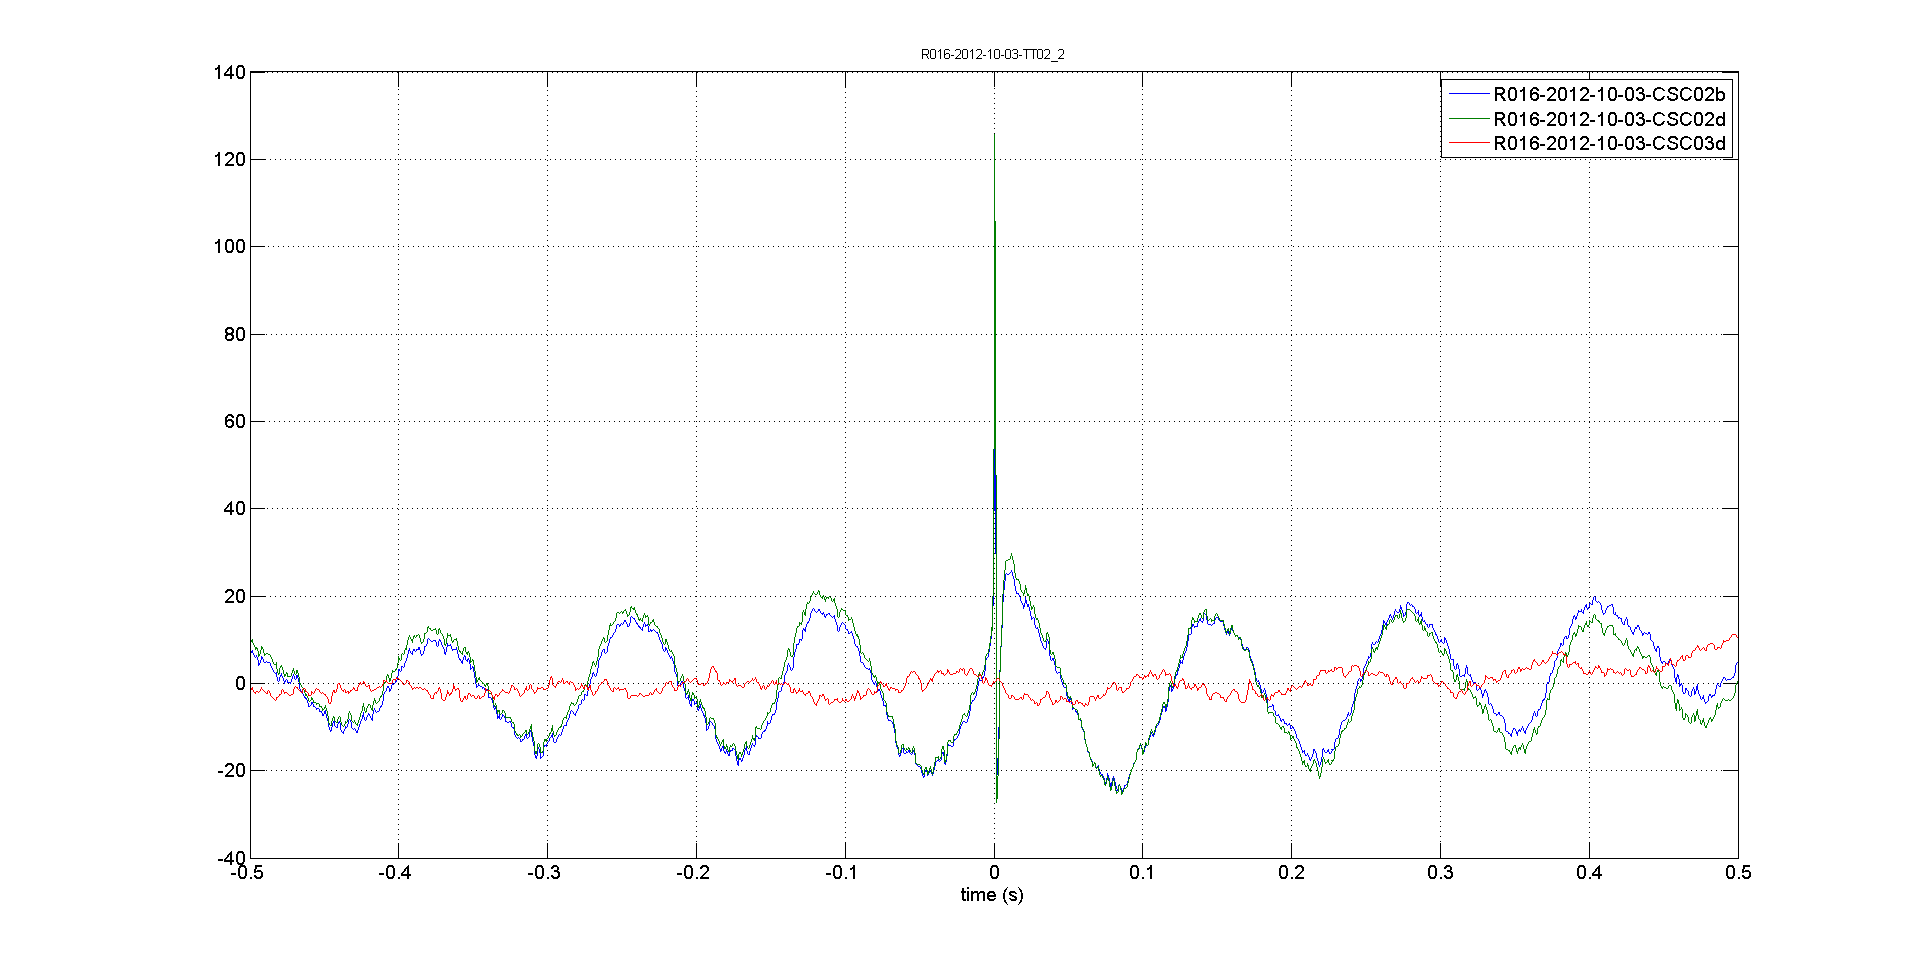 R016-2012-10-03-TT02_2
140
R016-2012-10-03-CSC02b
R016-2012-10-03-CSC02d
R016-2012-10-03-CSC03d
120
100
80
60
40
20
0
-20
-40
-0.5 -0.4 -0.3 -0.2 -0.1 0 0.1 0.2 0.3 0.4 0.5
time (s)